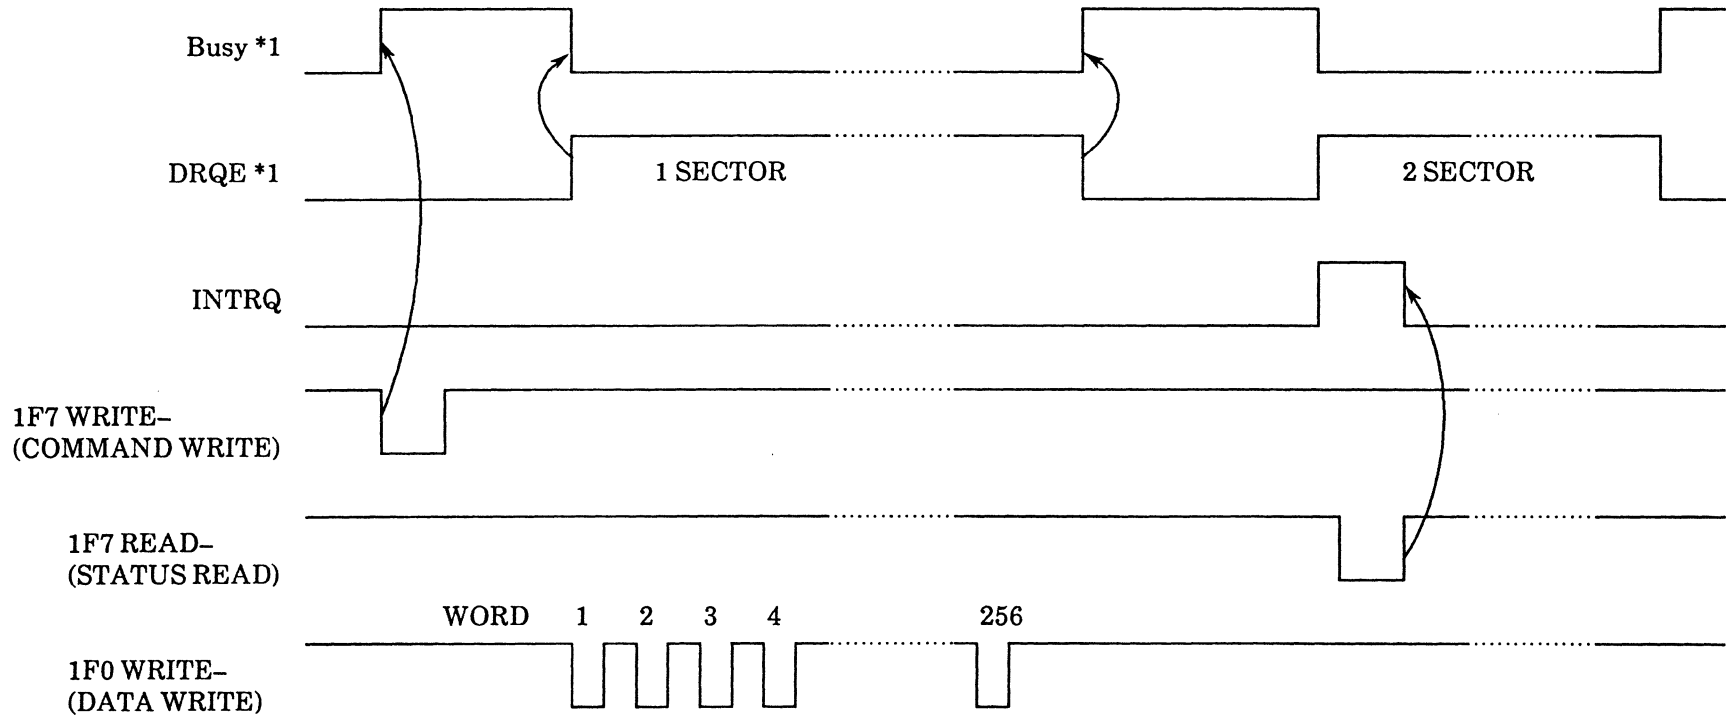 Busy *1
DRQE *1
1 SECTOR
2 SECTOR
INTRQ
1F7 WRITE–
(COMMAND WRITE)
1F7 READ–
(STATUS READ)
WORD 1 2 3 4 256
1F0 WRITE–
(DATA WRITE)